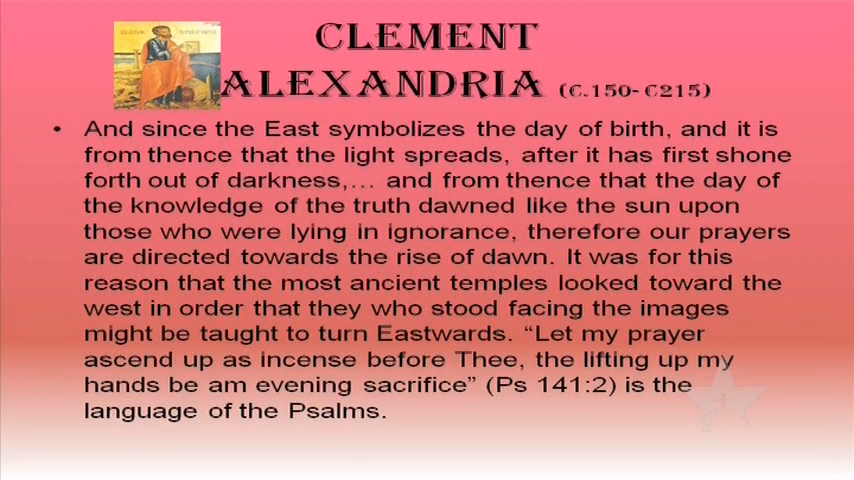 CLEMENT
ALEXANDRIA (C.150- C215)
• And since the East symbolizes the day of birth, and it is
from thence that the light spreads, after it has first shone
forth out of darkness,... and from thence that the day of
the knowledge of the truth dawned like the sun upon
those who were lying in ignorance, therefore our prayers
are directed towards the rise of dawn. It was for this
reason that the most ancient temples looked toward the
west in order that they who stood facing the images
might be taught to turn Eastwards. “Let my prayer
ascend up as incense before Thee, the lifting up my
hands be am evening sacrifice” (Ps 141:2) is the
language of the Psalms.